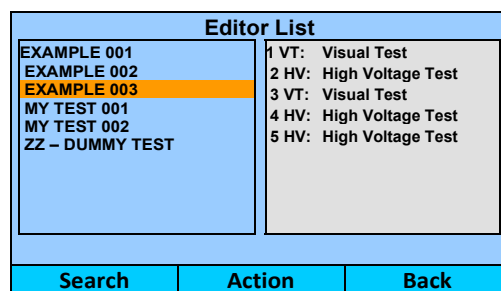 Editor List
EXAMPLE 001
EXAMPLE 002
EXAMPLE 003
MY TEST 001
MY TEST 002
ZZ – DUMMY TEST
1 VT: Visual Test
2 HV: High Voltage Test
3 VT: Visual Test
4 HV: High Voltage Test
5 HV: High Voltage Test
Search
Action
Back